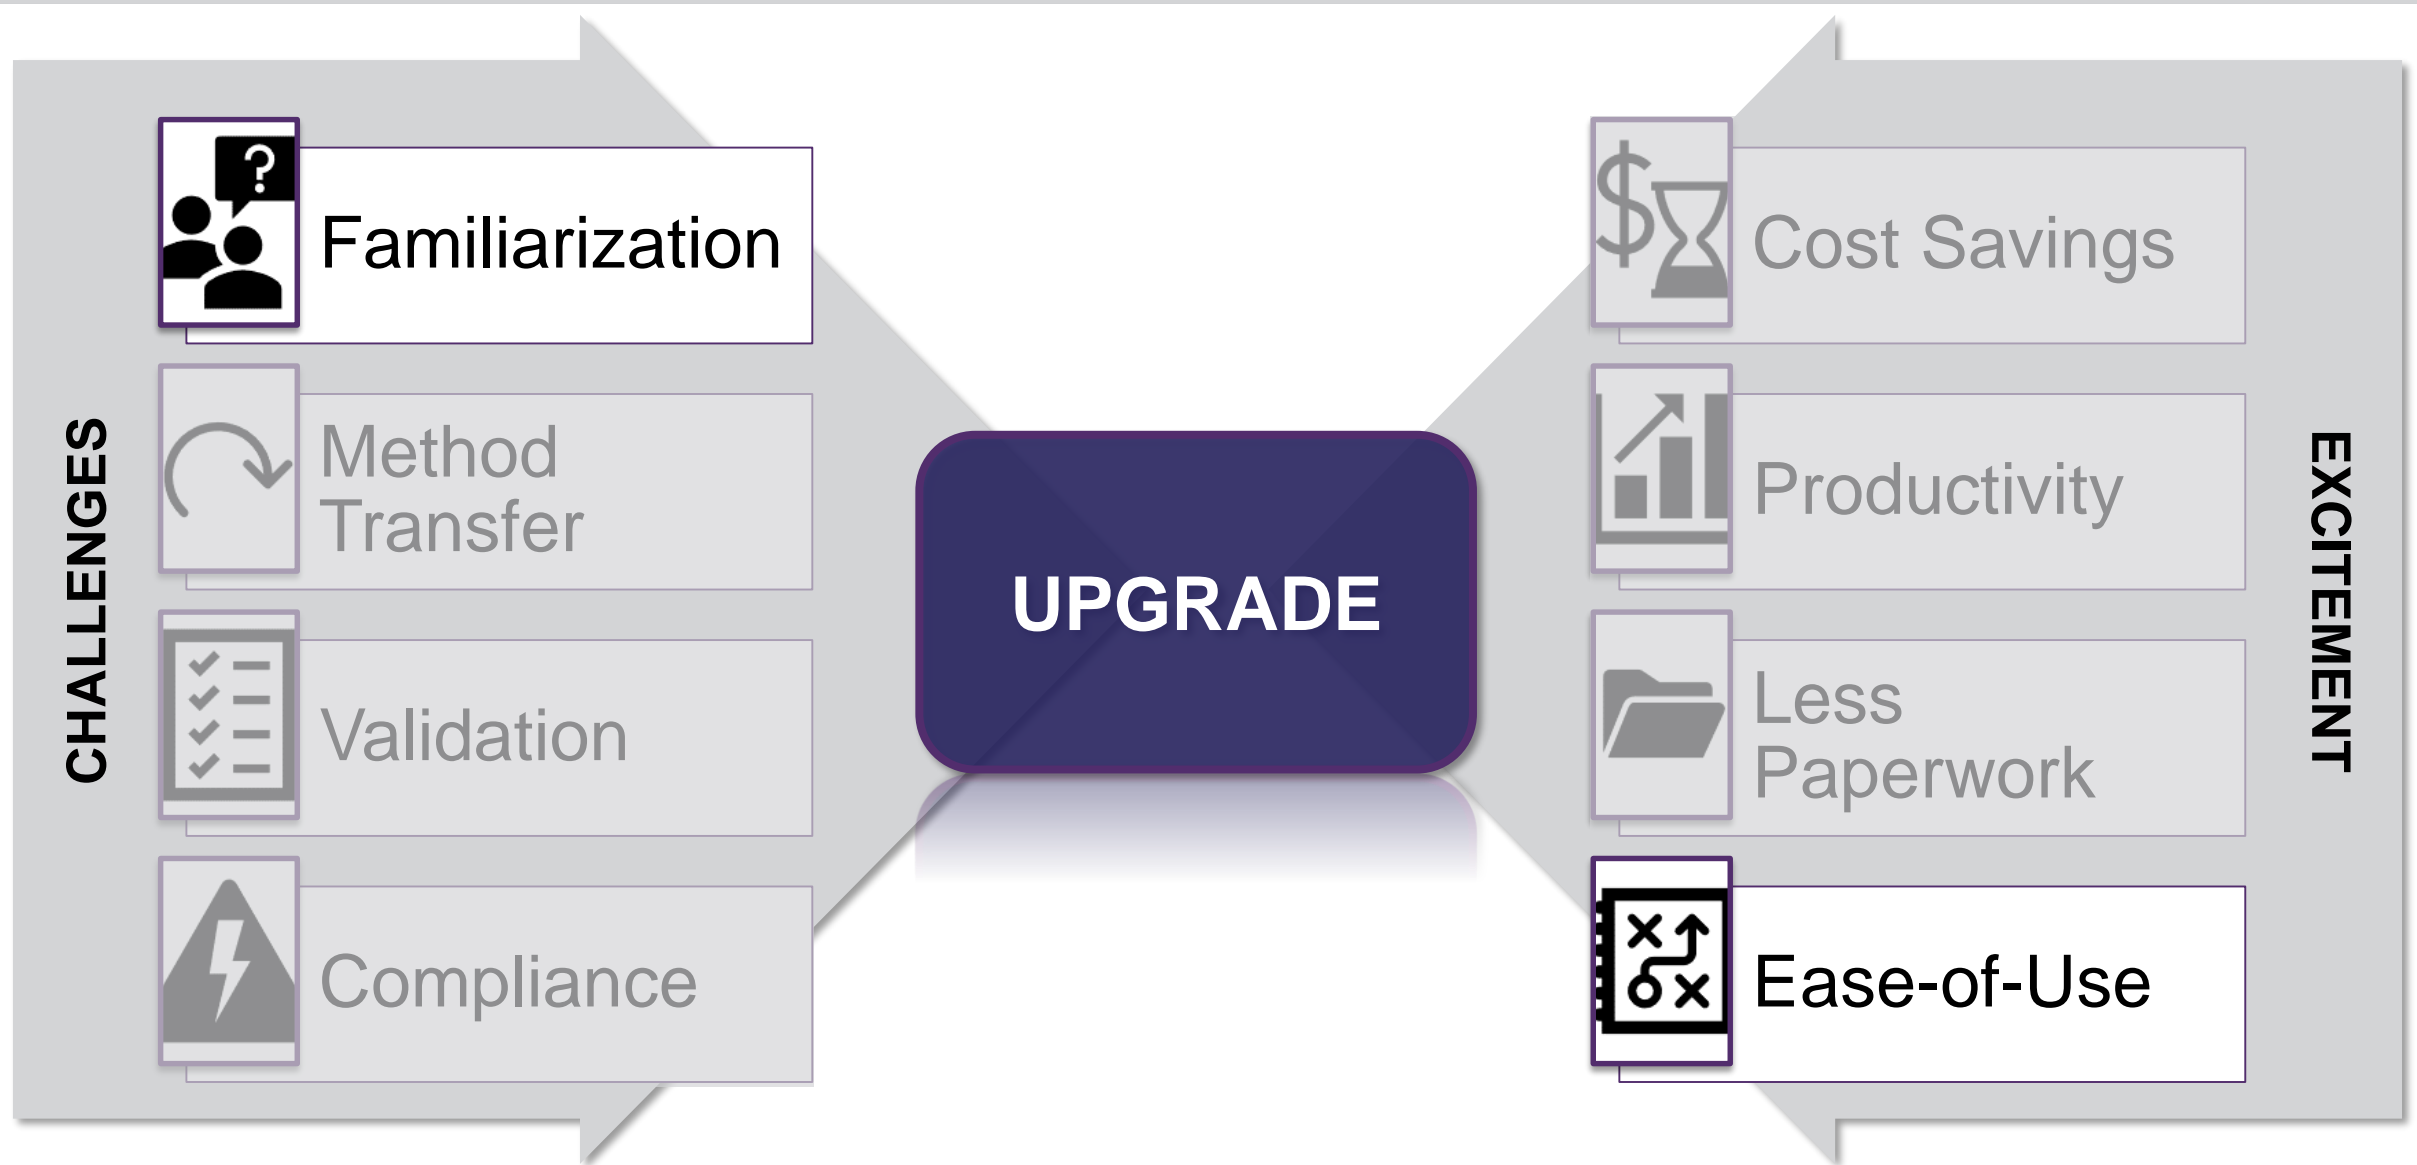 CHALLENGES
?
Familiarization
Method
Transfer
Validation
Compliance
UPGRADE
$
Cost Savings
Productivity
Less
Paperwork
Ease-of-Use
EXCITEMENT